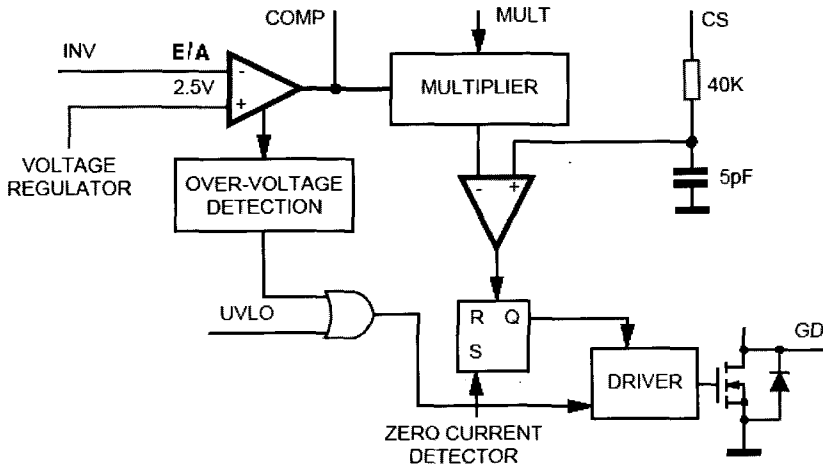 COMP
MULT
CS
INV
E/A
2.5V
-
+
MULTIPLIER
40K
VOLTAGE
REGULATOR
OVER-VOLTAGE
DETECTION
-
+
5pF
UVLO
R Q
S
DRIVER
GD
ZERO CURRENT
DETECTOR